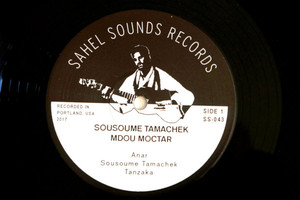 SAHEL SOUNDS RECORDS
RECORDED IN
PORTLAND, USA
2017
SIDE 1
SS-043
SOUSOUME TAMACHEK
MDOU MOCTAR
Anar
Sousoume Tamachek
Tanzaka